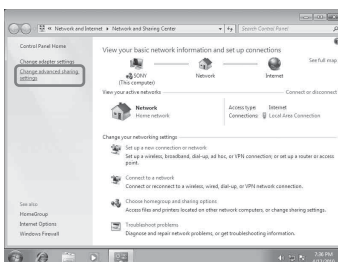 Network and Internet ▸ Network and Sharing Center
Search Control Panel
Control Panel Home
Change adapter settings
Change advanced sharing
settings
View your basic network information and set up connections
See full map
SONY
(This computer)
Network
Internet
View your active networks
Connect or disconnect
Network
Home network
Access type: Internet
Connections: Local Area Connection
Change your networking settings
Set up a new connection or network
Set up a wireless, broadband, dial-up, ad hoc, or VPN connection; or set up a router or access
point.
Connect to a network
Connect or reconnect to a wireless, wired, dial-up, or VPN network connection.
Choose homegroup and sharing options
Access files and printers located on other network computers, or change sharing settings.
Troubleshoot problems
Diagnose and repair network problems, or get troubleshooting information.
See also
HomeGroup
Internet Options
Windows Firewall
7:36 PM